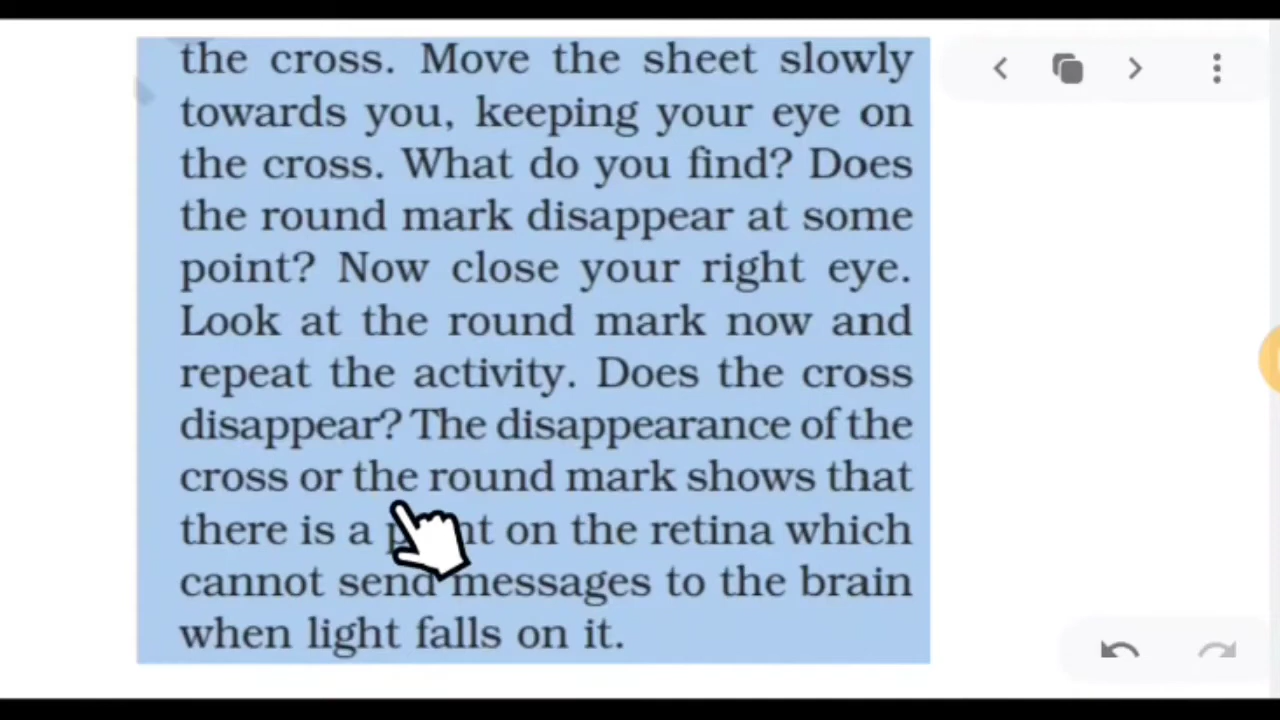 the cross. Move the sheet slowly
towards you, keeping your eye on
the cross. What do you find? Does
the round mark disappear at some
point? Now close your right eye.
Look at the round mark now and
repeat the activity. Does the cross
disappear? The disappearance of the
cross or the round mark shows that
there is a on the retina which
cannot send messages to the brain
when light falls on it.